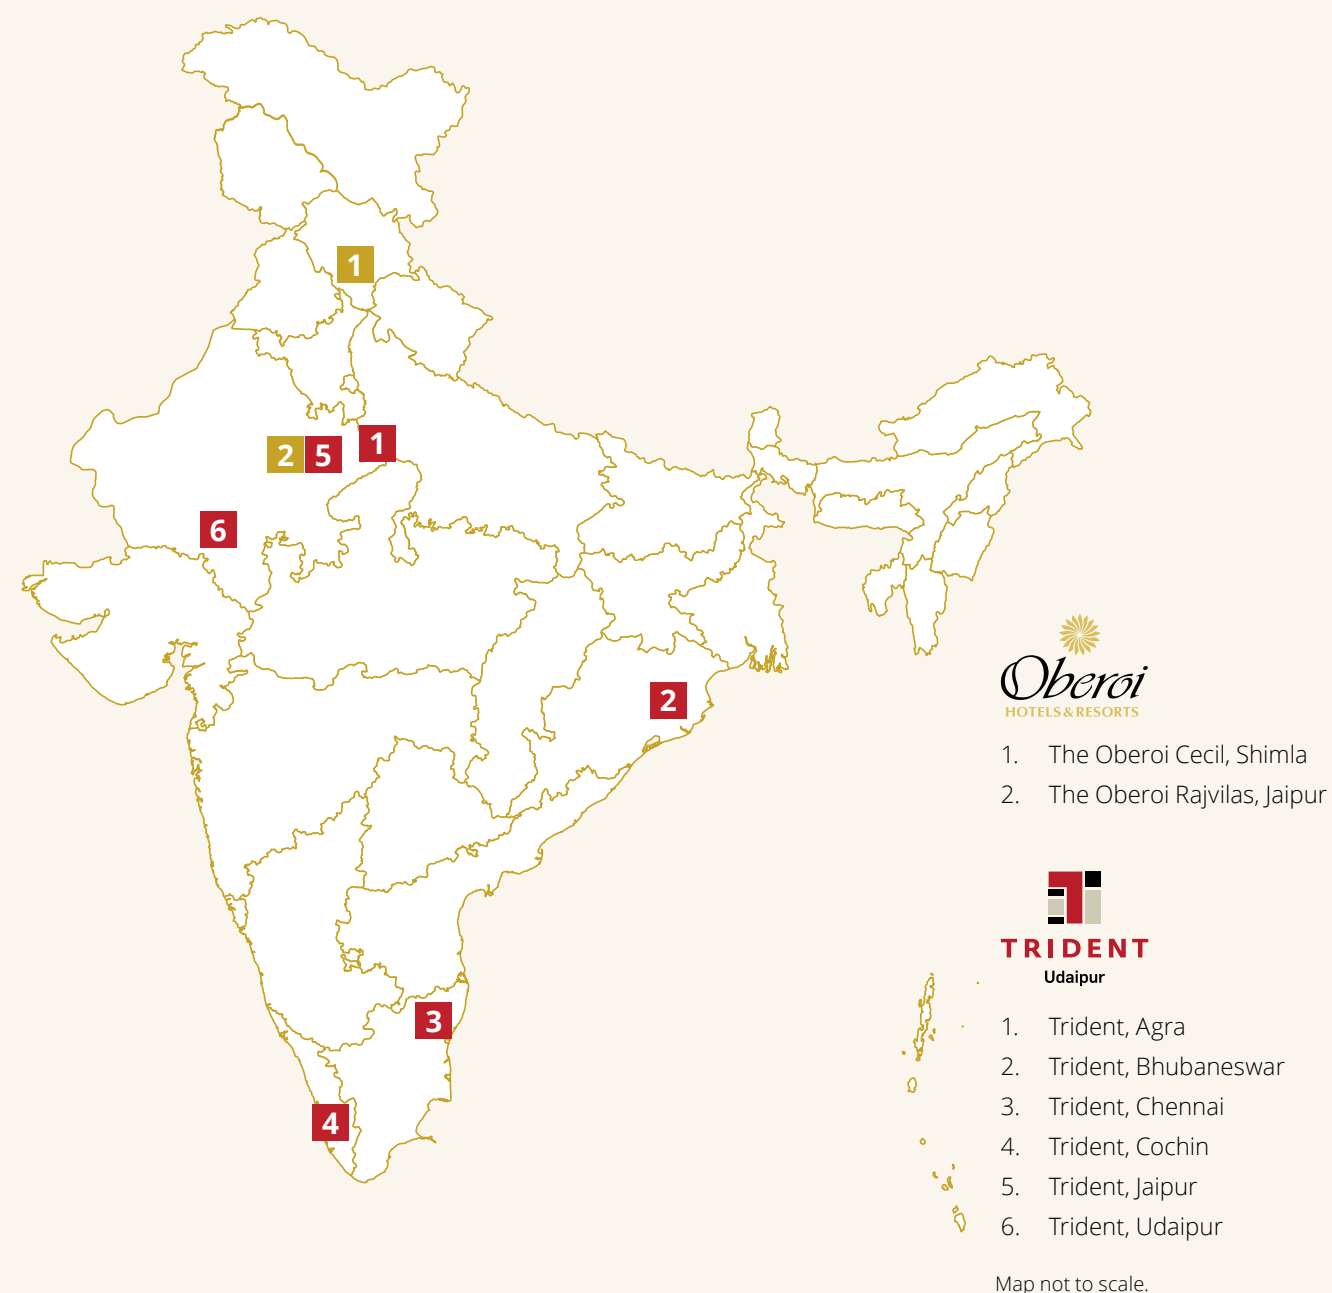 1
2 5 1
6
2
3
4
Oberoi
HOTELS & RESORTS
1. The Oberoi Cecil, Shimla
2. The Oberoi Rajvilas, Jaipur
TRIDENT
Udaipur
1. Trident, Agra
2. Trident, Bhubaneswar
3. Trident, Chennai
4. Trident, Cochin
5. Trident, Jaipur
6. Trident, Udaipur
Map not to scale.